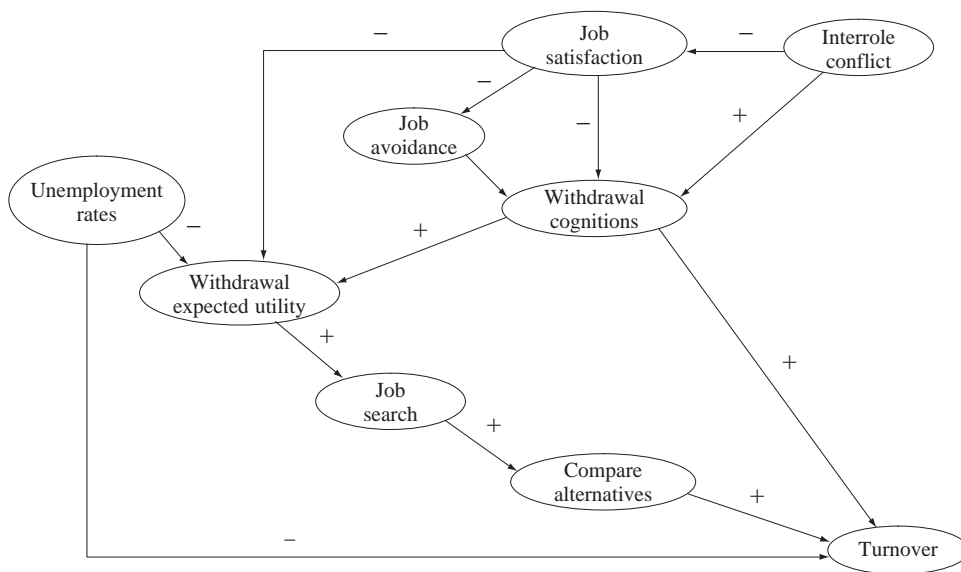 Job
satisfaction
Interrole
conflict
−
−
−
Job
avoidance
−
+
Unemployment
rates
Withdrawal
cognitions
−
+
Withdrawal
expected utility
+
+
Job
search
+
Compare
alternatives
+
−
Turnover